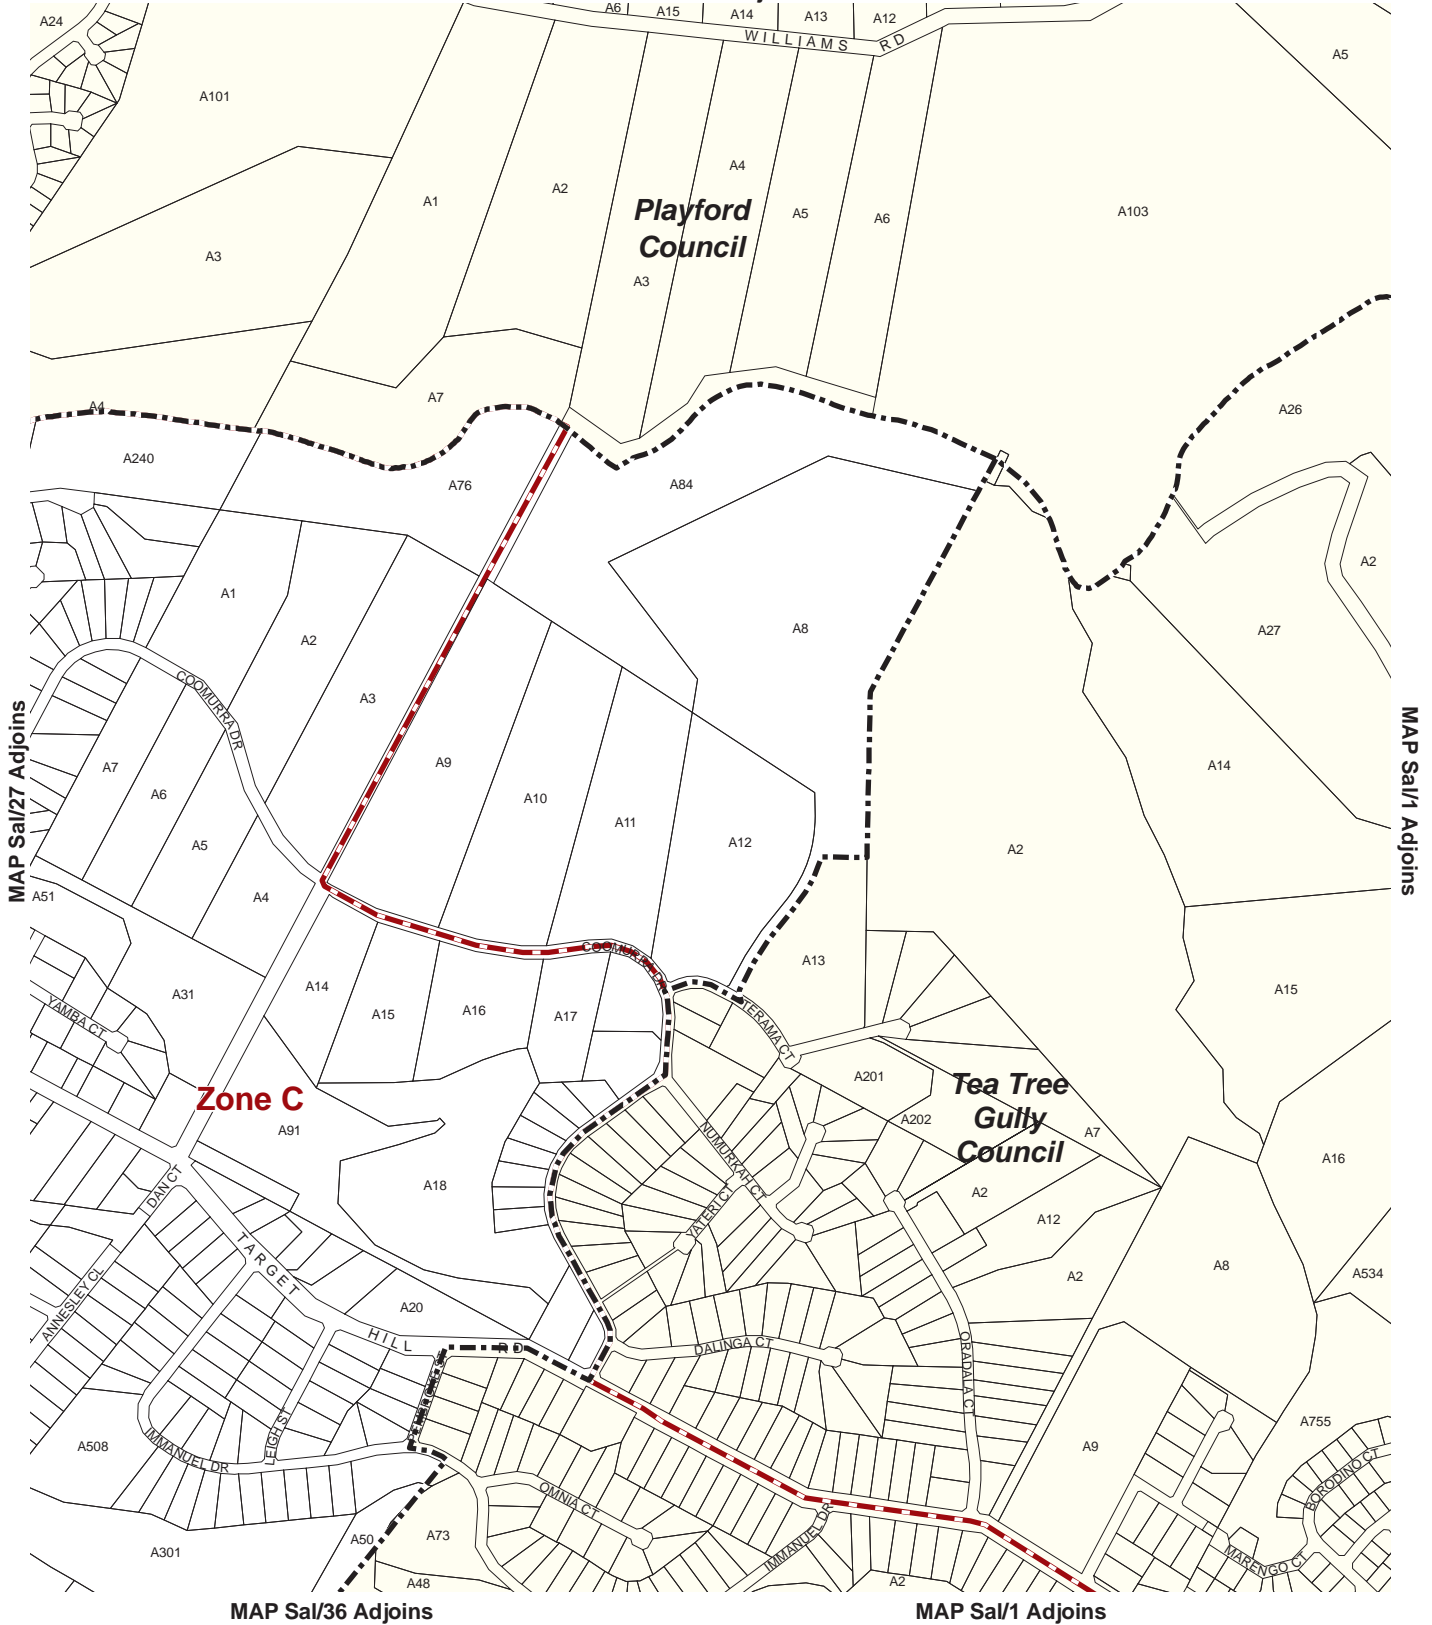 A24
A6
A15
A14
A13
A12
WILLIAMS RD
A5
A101
A4
A1
A2
A3
Playford
Council
A5
A6
A103
A3
A7
A4
A26
A240
A76
A84
A2
A1
A2
A8
A27
COOMURRA DR
A3
MAP Sal/27 Adjoins
MAP Sal/1 Adjoins
A7
A6
A9
A10
A11
A12
A14
A5
A2
A51
A4
COOMURRA DR
A13
A31
A14
A15
A16
A17
A15
YAMBA CT
TERAMA CT
Zone C
A201
Tea Tree
Gully
Council
A202
A91
NUMURKAH CT
A7
A16
A18
DAN CT
YATERI CT
A2
A12
TARGET HILL RD
ANNESLEY CL
A2
A8
A534
A20
DALINGA CT
ORADALA CT
A508
IMMANUEL DR
LEIGH ST
A9
A755
BORODINO CT
OMNIA CT
A301
A50
A73
IMMANUEL DR
MARENGO CT
A48
A2
MAP Sal/36 Adjoins
MAP Sal/1 Adjoins